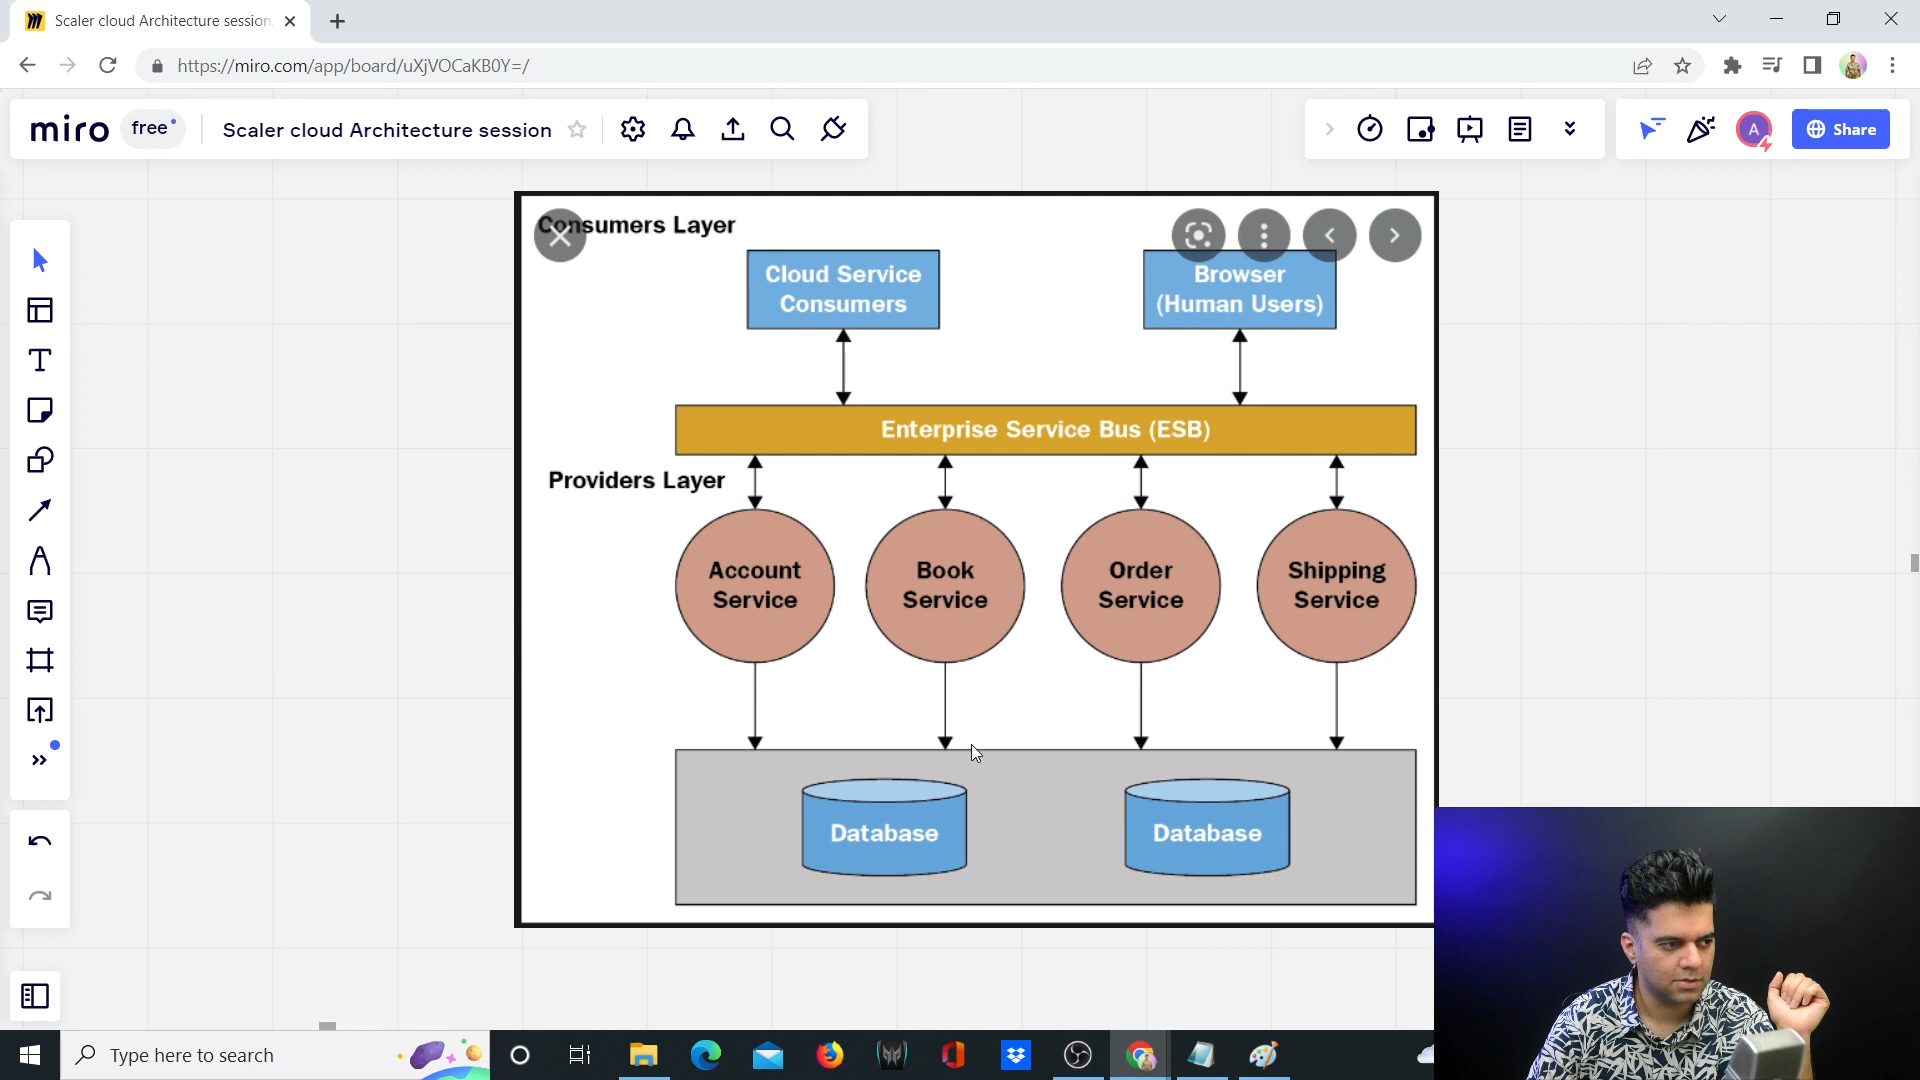 Scaler cloud Architecture session
https://miro.com/app/board/uXjVOCaKB0Y=/
miro
free
Scaler cloud Architecture session
A
Share
Consumers Layer
Cloud Service
Consumers
Browser
(Human Users)
Enterprise Service Bus (ESB)
Providers Layer
Account
Service
Book
Service
Order
Service
Shipping
Service
Database
Database
Type here to search